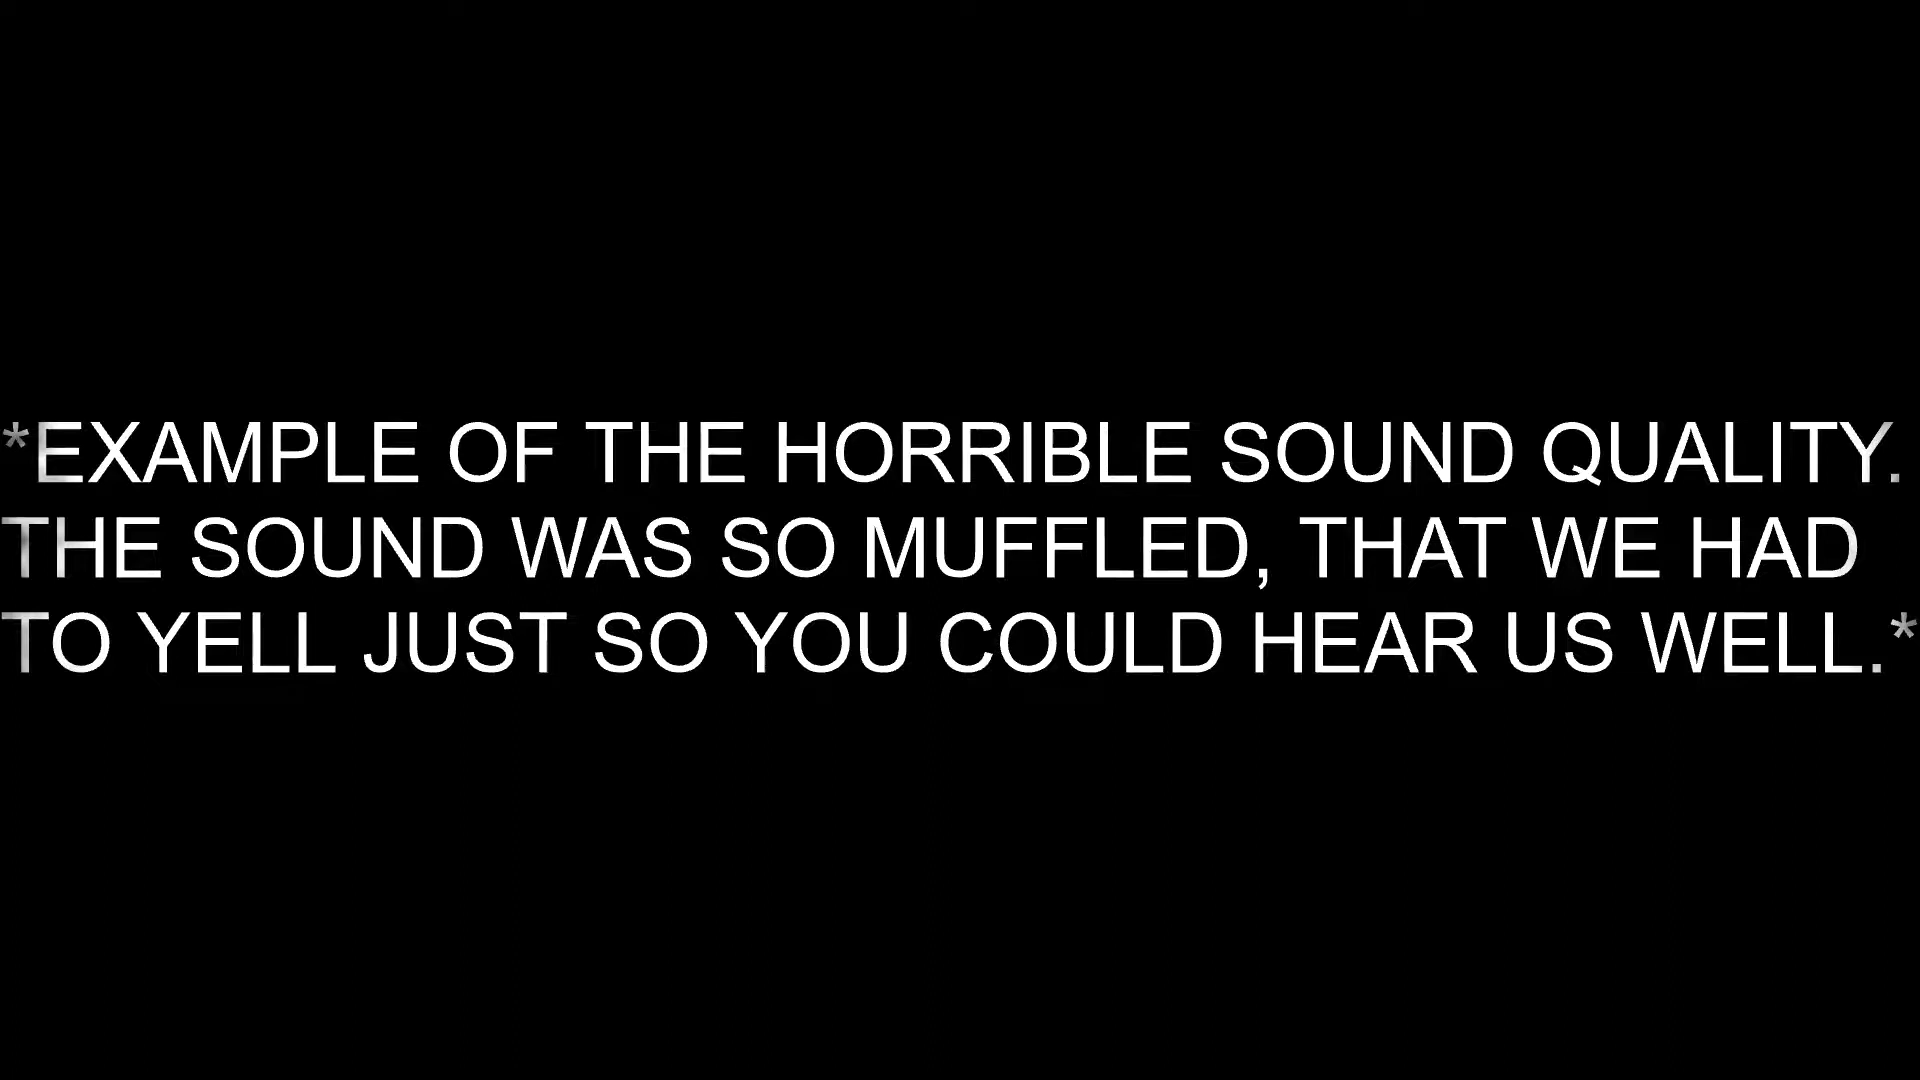 *EXAMPLE OF THE HORRIBLE SOUND QUALITY.
THE SOUND WAS SO MUFFLED, THAT WE HAD
TO YELL JUST SO YOU COULD HEAR US WELL.*